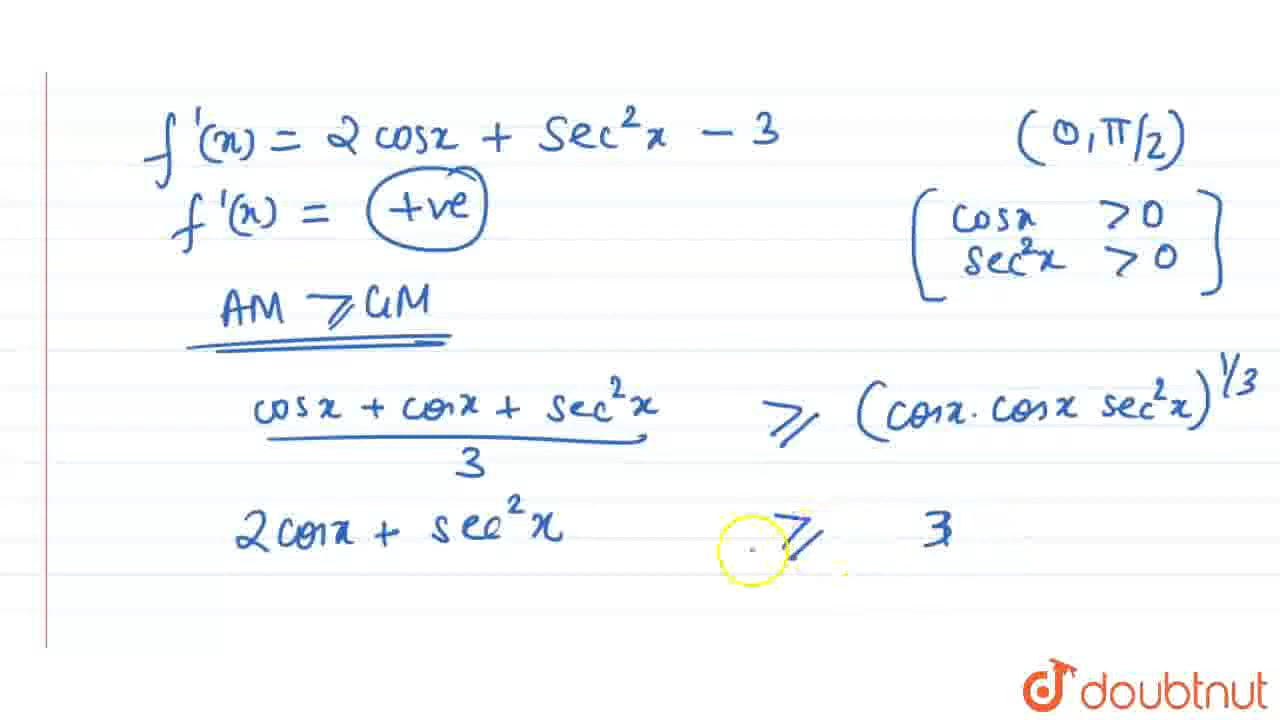 f'(x) = 2 cosx + sec²x - 3
(0, π/2)
f'(x) = +ve
cosx > 0
sec²x > 0
AM ≥ GM
cosx + cosx + sec²x / 3 ≥ (cosx. cosx sec²x)^1/3
2cosx + sec²x ≥ 3
doubtnut